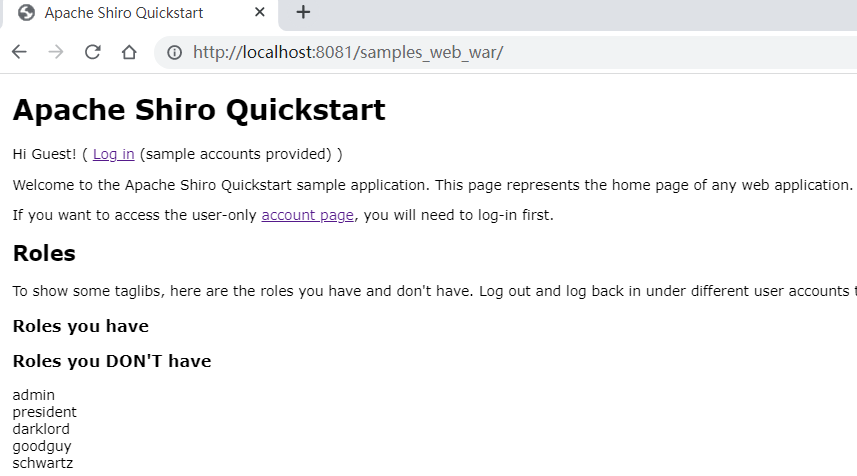 Apache Shiro Quickstart
http://localhost:8081/samples_web_war/
Apache Shiro Quickstart
Hi Guest! ( Log in (sample accounts provided) )
Welcome to the Apache Shiro Quickstart sample application. This page represents the home page of any web application.
If you want to access the user-only account page, you will need to log-in first.
Roles
To show some taglibs, here are the roles you have and don't have. Log out and log back in under different user accounts t
Roles you have
Roles you DON'T have
admin
president
darklord
goodguy
schwartz